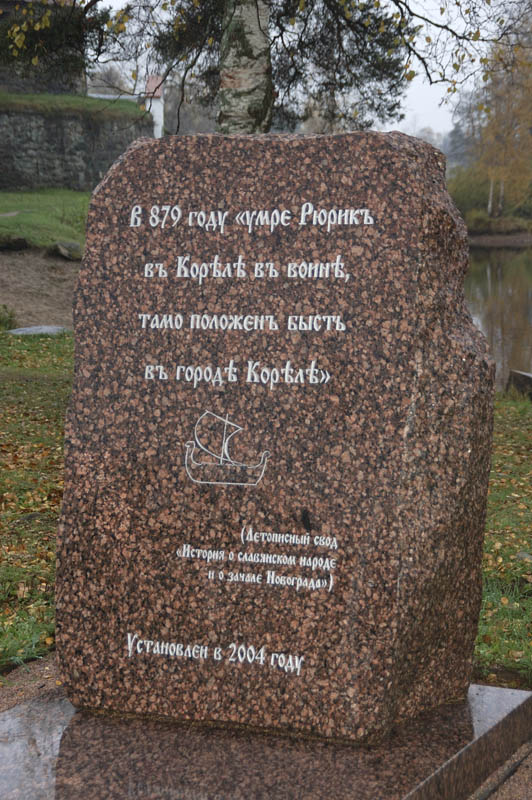 В 879 году «умре Рюрикъ
въ Корѣлѣ въ воинѣ,
тамо положенъ бысть
въ городѣ Корѣлѣ»
(Летописный свод
«История о славянском народе
и о зачале Новограда»)
Установлен в 2004 году